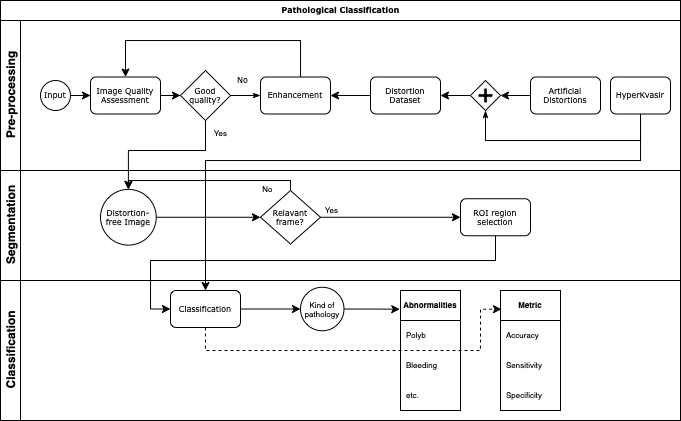 Pathological Classification
Pre-processing
Input
Image Quality
Assessment
Good
quality?
No
Yes
Enhancement
Distortion
Dataset
Artificial
Distortions
HyperKvasir
Segmentation
Distortion-
free Image
No
Relavant
frame?
Yes
ROI region
selection
Classification
Classification
Kind of
pathology
Abnormalities
Polyb
Bleeding
etc.
Metric
Accuracy
Sensitivity
Specificity